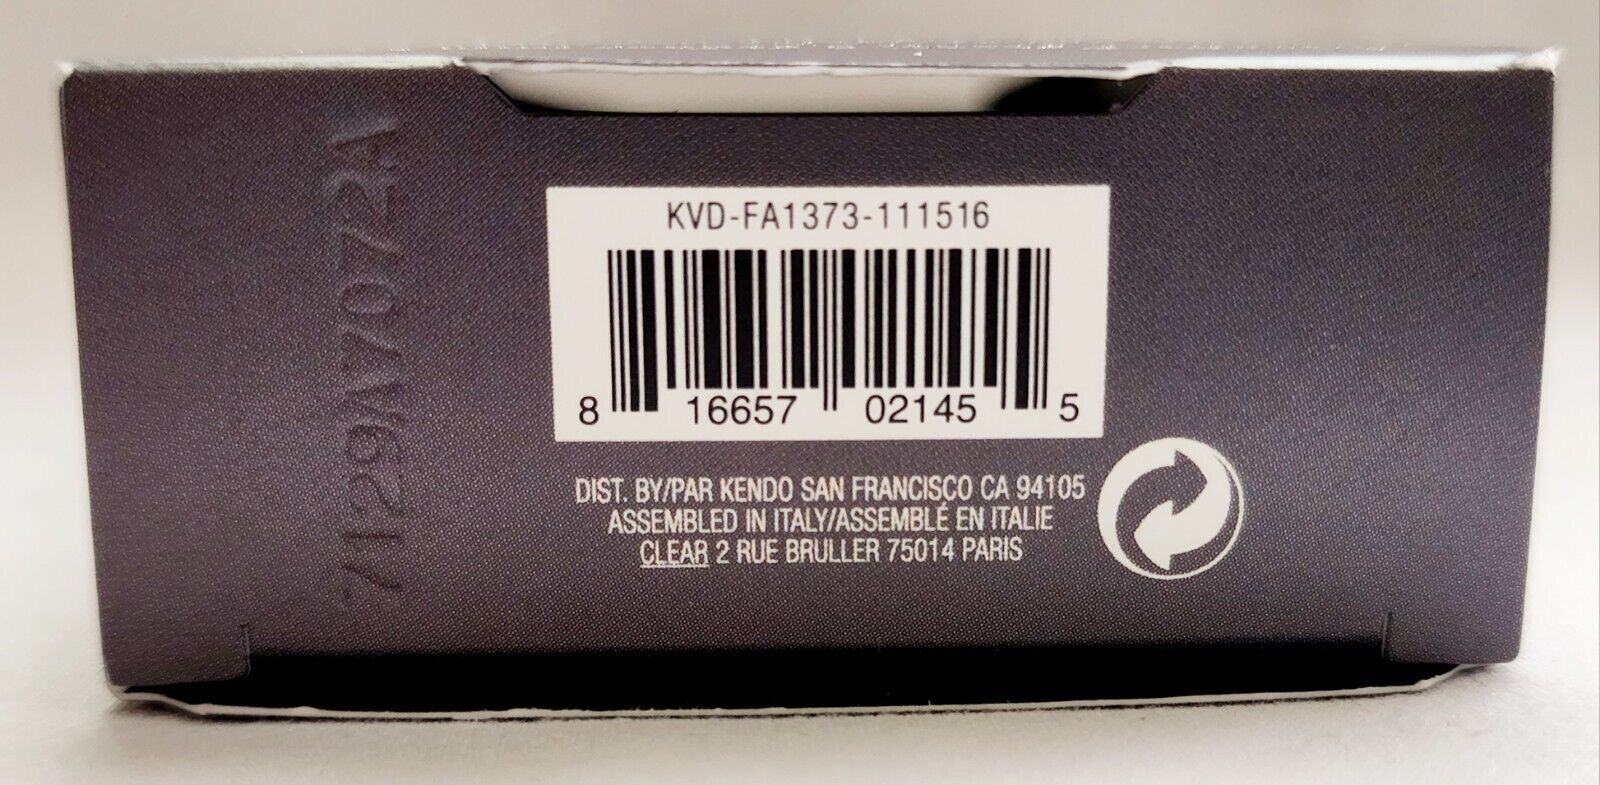 KVD-FA1373-111516
8 16657 02145 5
DIST. BY/PAR KENDO SAN FRANCISCO CA 94105
ASSEMBLED IN ITALY/ASSEMBLÉ EN ITALIE
CLEAR 2 RUE BRULLER 75014 PARIS